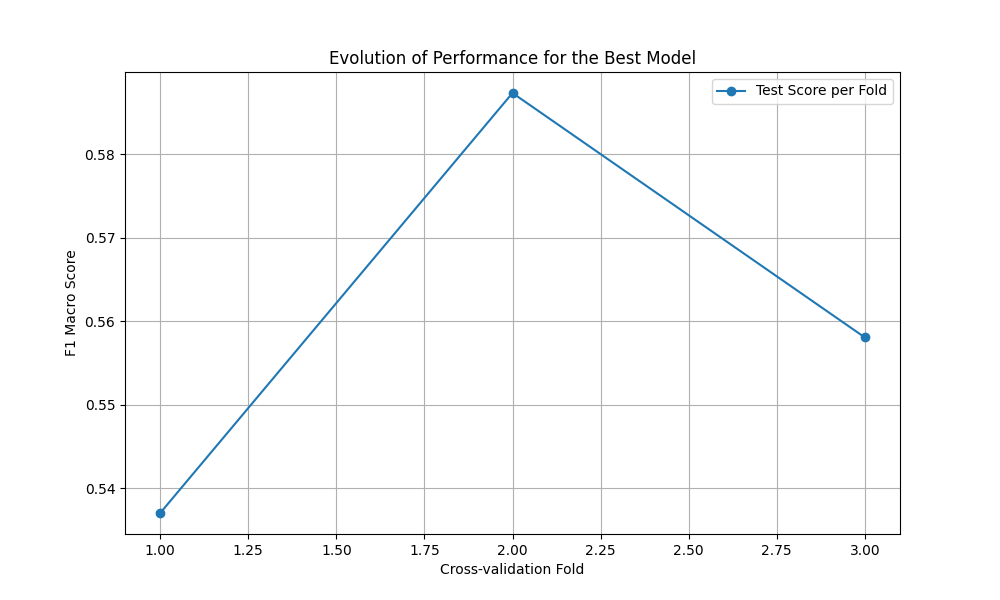 Evolution of Performance for the Best Model
Test Score per Fold
F1 Macro Score
0.58
0.57
0.56
0.55
0.54
1.00 1.25 1.50 1.75 2.00 2.25 2.50 2.75 3.00
Cross-validation Fold